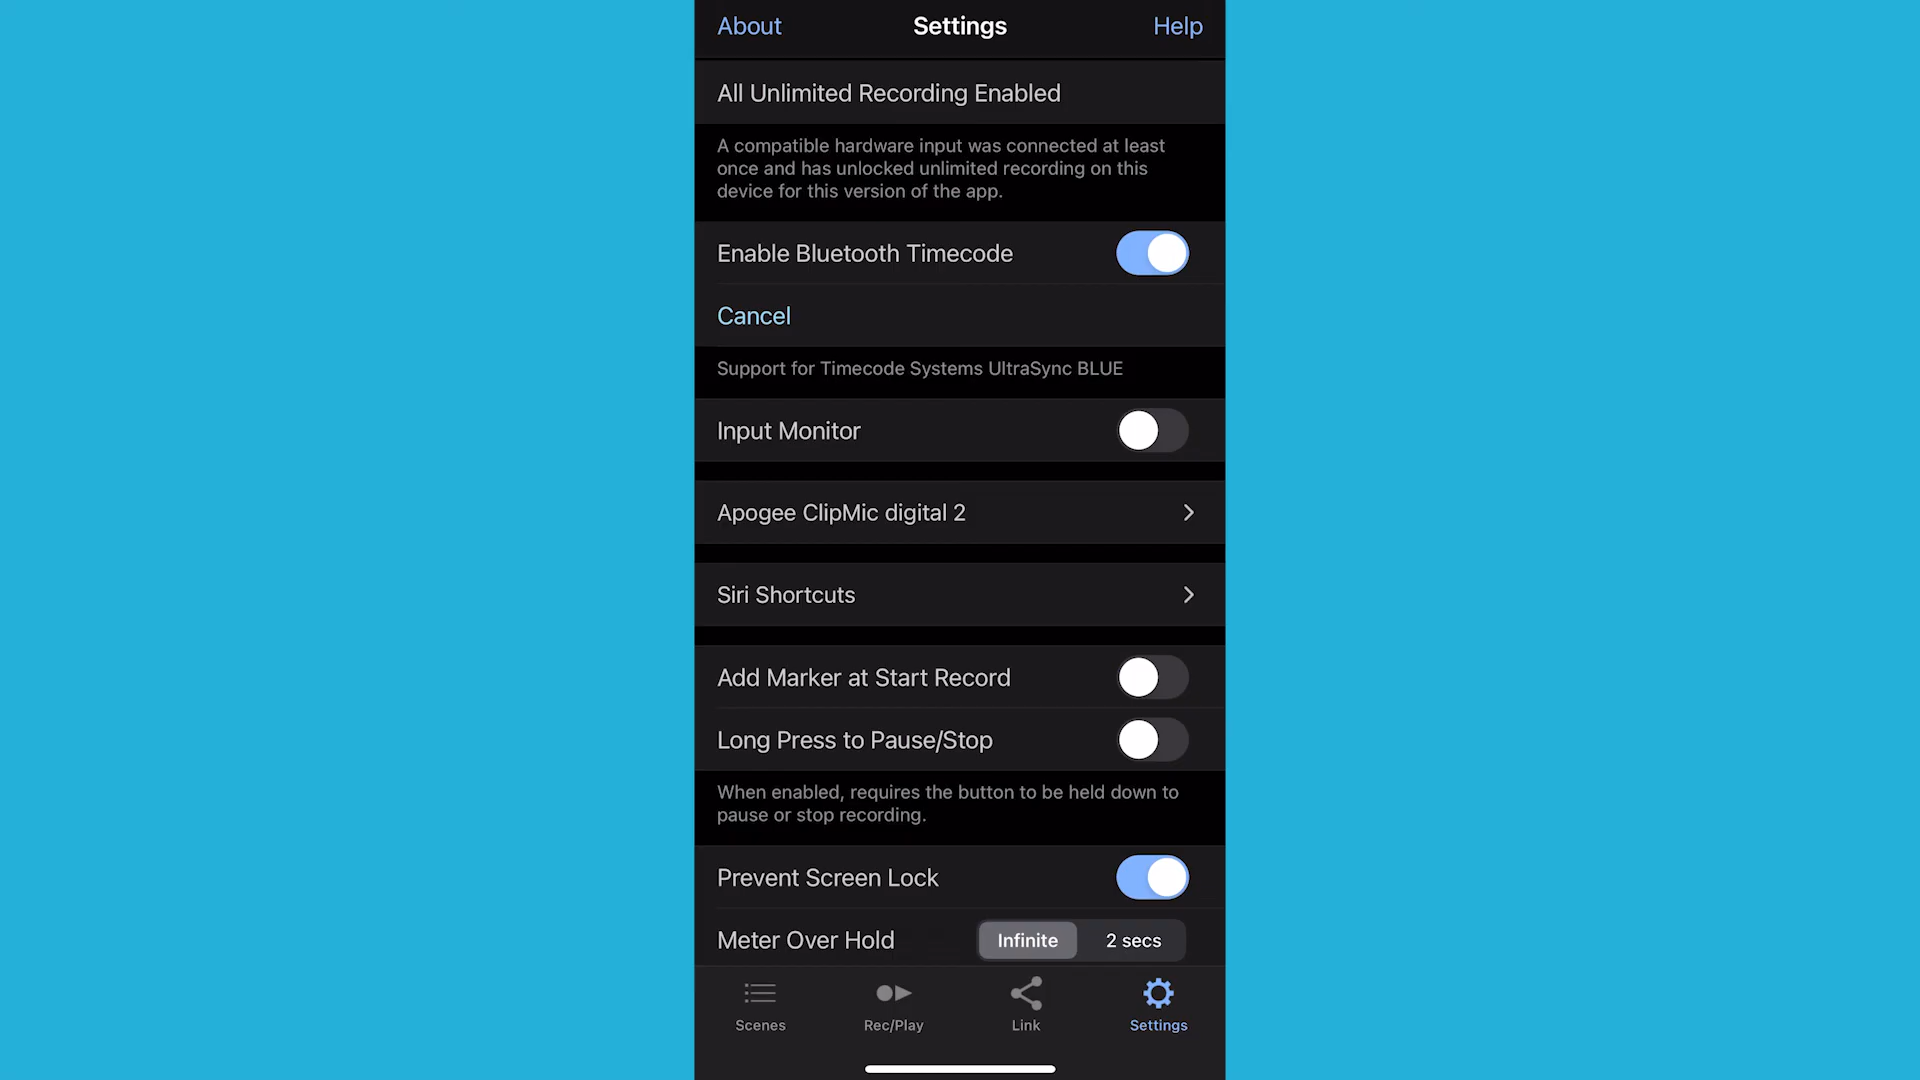 About Settings Help
All Unlimited Recording Enabled
A compatible hardware input was connected at least
once and has unlocked unlimited recording on this
device for this version of the app.
Enable Bluetooth Timecode
Cancel
Support for Timecode Systems UltraSync BLUE
Input Monitor
Apogee ClipMic digital 2
Siri Shortcuts
Add Marker at Start Record
Long Press to Pause/Stop
When enabled, requires the button to be held down to
pause or stop recording.
Prevent Screen Lock
Meter Over Hold Infinite 2 secs
Scenes Rec/Play Link Settings